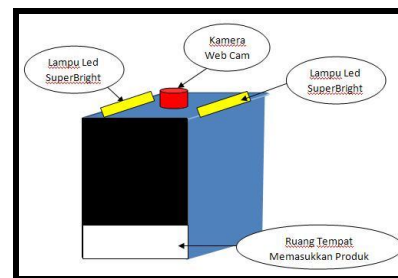 Kamera
Web Cam
Lampu Led
SuperBright
Lampu Led
SuperBright
Ruang Tempat
Memasukkan Produk